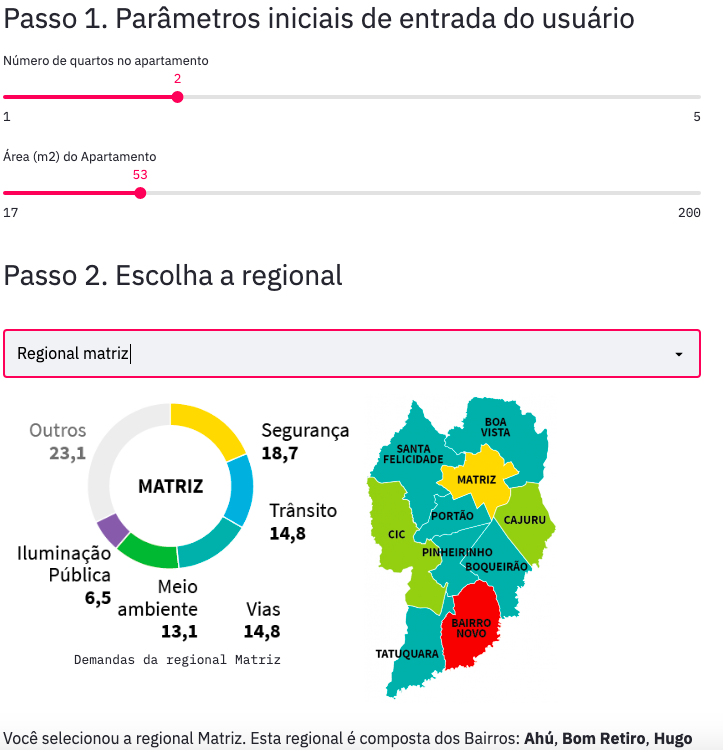 Passo 1. Parâmetros iniciais de entrada do usuário
Número de quartos no apartamento
2
1
5
Área (m2) do Apartamento
53
17
200
Passo 2. Escolha a regional
Regional matriz
Outros
23,1
MATRIZ
Segurança
18,7
Trânsito
14,8
Iluminação
Pública
6,5
Meio
ambiente
13,1
Vias
14,8
Demandas da regional Matriz
BOA
VISTA
SANTA
FELICIDADE
MATRIZ
PORTÃO
CAJURU
CIC
PINHEIRINHO
BOQUEIRÃO
BAIRRO
NOVO
TATUQUARA
Você selecionou a regional Matriz. Esta regional é composta dos Bairros: Ahú, Bom Retiro, Hugo